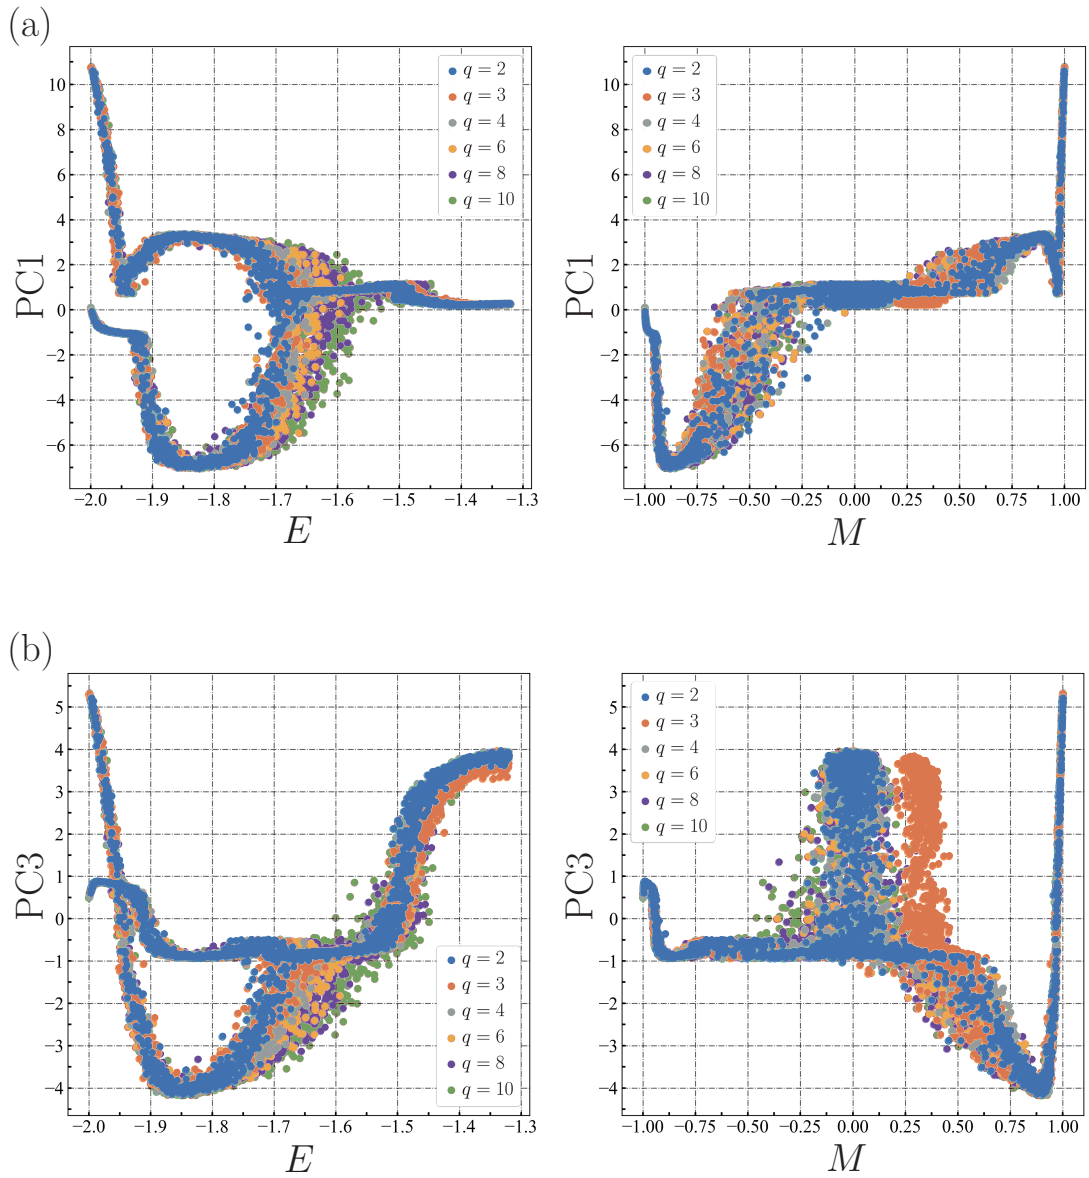 (a)
10
8
6
4
2
0
−2
−4
−6
PC1
−2.0 −1.9 −1.8 −1.7 −1.6 −1.5 −1.4 −1.3
E
q = 2
q = 3
q = 4
q = 6
q = 8
q = 10
10
8
6
4
2
0
−2
−4
−6
PC1
−1.00 −0.75 −0.50 −0.25 0.00 0.25 0.50 0.75 1.00
M
q = 2
q = 3
q = 4
q = 6
q = 8
q = 10
(b)
5
4
3
2
1
0
−1
−2
−3
−4
PC3
−2.0 −1.9 −1.8 −1.7 −1.6 −1.5 −1.4 −1.3
E
q = 2
q = 3
q = 4
q = 6
q = 8
q = 10
5
4
3
2
1
0
−1
−2
−3
−4
PC3
−1.00 −0.75 −0.50 −0.25 0.00 0.25 0.50 0.75 1.00
M
q = 2
q = 3
q = 4
q = 6
q = 8
q = 10